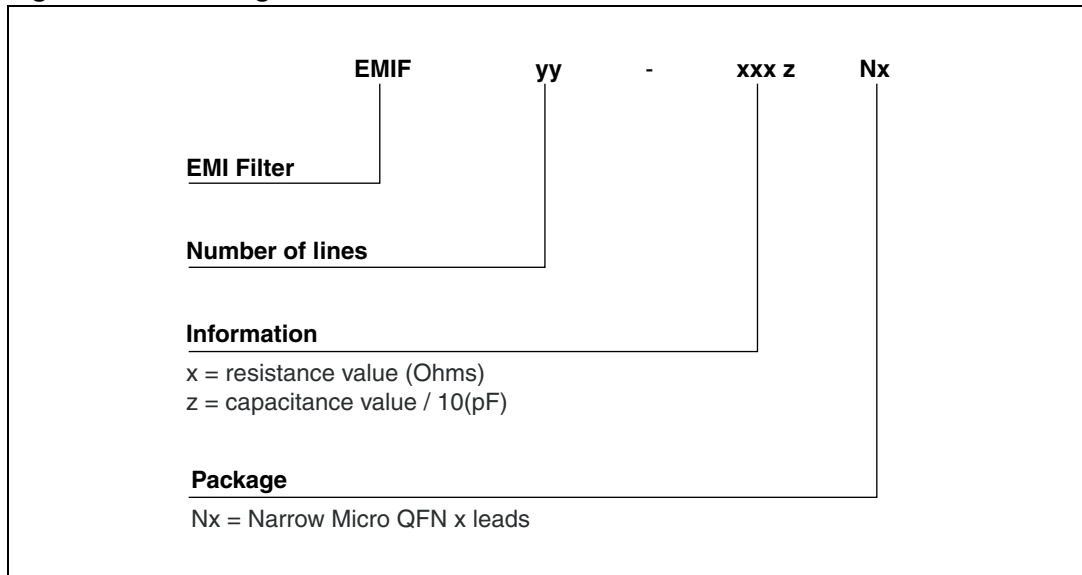 EMIF yy - xxx z Nx
EMI Filter
Number of lines
Information
x = resistance value (Ohms)
z = capacitance value / 10(pF)
Package
Nx = Narrow Micro QFN x leads